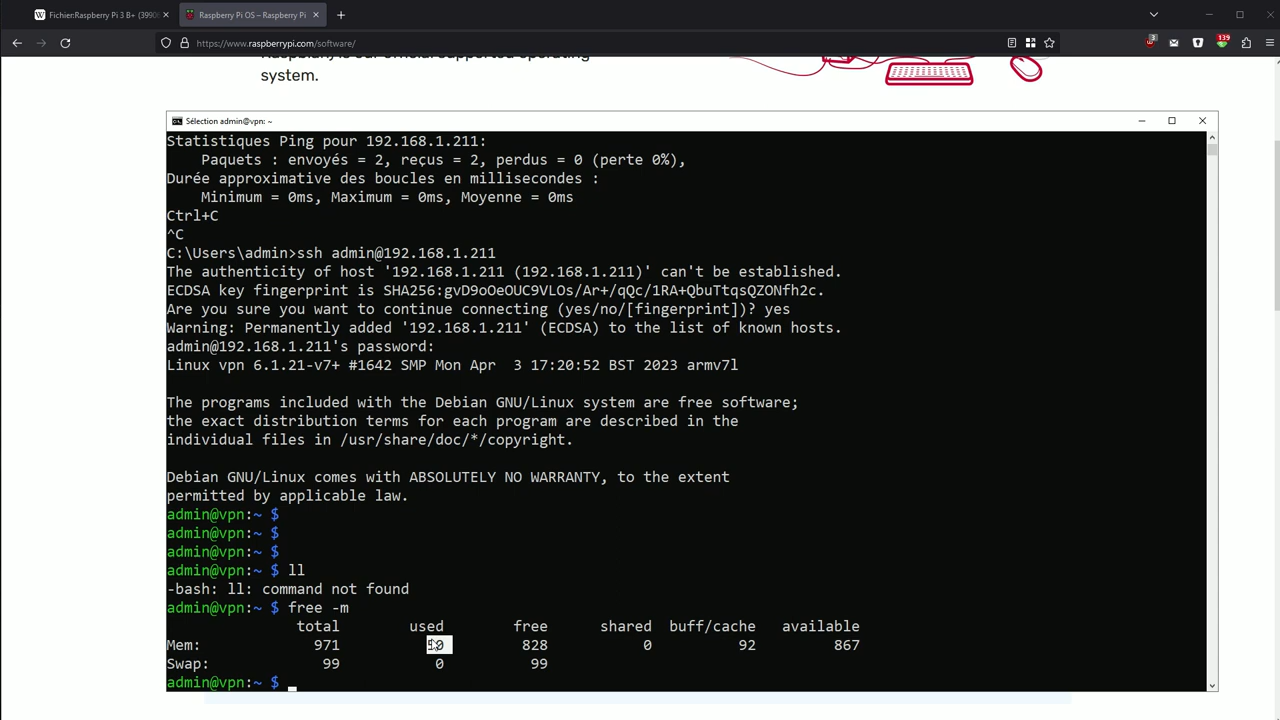 FichierRaspberry Pi 3 B+ (3990
Raspberry Pi OS – Raspberry Pi
https://www.raspberrypi.com/software/
3
139
system.
Sélection admin@vpn: ~
Statistiques Ping pour 192.168.1.211:
Paquets : envoyés = 2, reçus = 2, perdus = 0 (perte 0%),
Durée approximative des boucles en millisecondes :
Minimum = 0ms, Maximum = 0ms, Moyenne = 0ms
Ctrl+C
^C
C:\Users\admin>ssh admin@192.168.1.211
The authenticity of host '192.168.1.211 (192.168.1.211)' can't be established.
ECDSA key fingerprint is SHA256:gvD9oOeOUC9VLOs/Ar+/qQc/1RA+QbuTtqsQZONfh2c.
Are you sure you want to continue connecting (yes/no/[fingerprint])? yes
Warning: Permanently added '192.168.1.211' (ECDSA) to the list of known hosts.
admin@192.168.1.211's password:
Linux vpn 6.1.21-v7+ #1642 SMP Mon Apr  3 17:20:52 BST 2023 armv7l
The programs included with the Debian GNU/Linux system are free software;
the exact distribution terms for each program are described in the
individual files in /usr/share/doc/*/copyright.
Debian GNU/Linux comes with ABSOLUTELY NO WARRANTY, to the extent
permitted by applicable law.
admin@vpn:~ $
admin@vpn:~ $
admin@vpn:~ $
admin@vpn:~ $ ll
-bash: ll: command not found
admin@vpn:~ $ free -m
total used free shared buff/cache available
Mem: 971 50 828 0 92 867
Swap: 99 0 99
admin@vpn:~ $